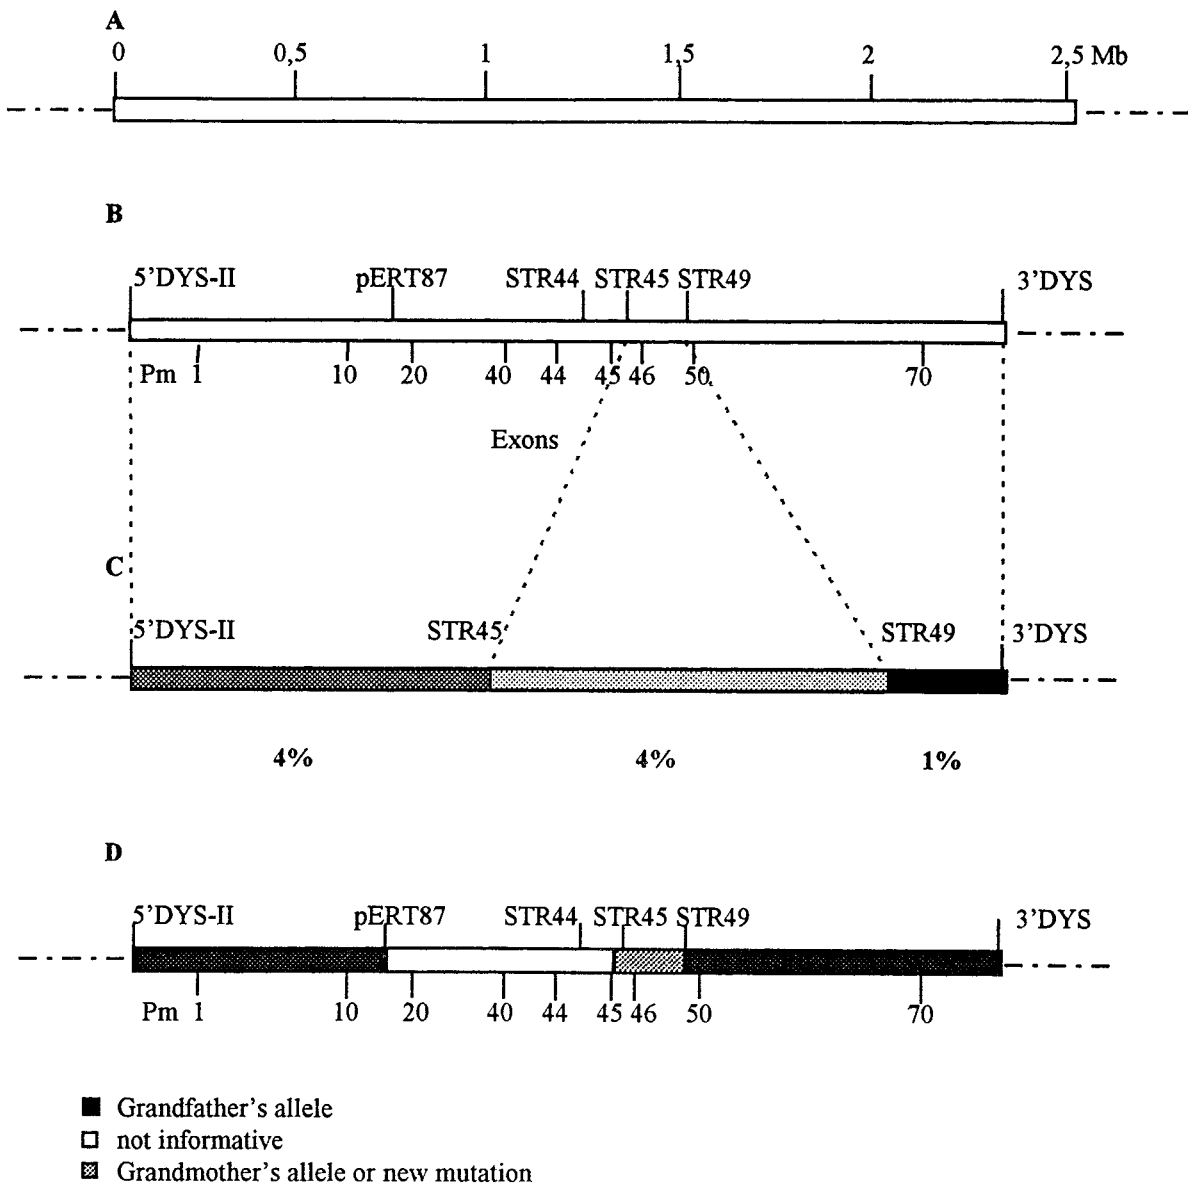 A
0 0,5 1 1,5 2 2,5 Mb
B
5'DYS-II pERT87 STR44 STR45 STR49 3'DYS
Pm 1 10 20 40 44 45 46 50 70
Exons
C
5'DYS-II STR45 STR49 3'DYS
4% 4% 1%
D
5'DYS-II pERT87 STR44 STR45 STR49 3'DYS
Pm 1 10 20 40 44 45 46 50 70
Grandfather's allele
not informative
Grandmother's allele or new mutation